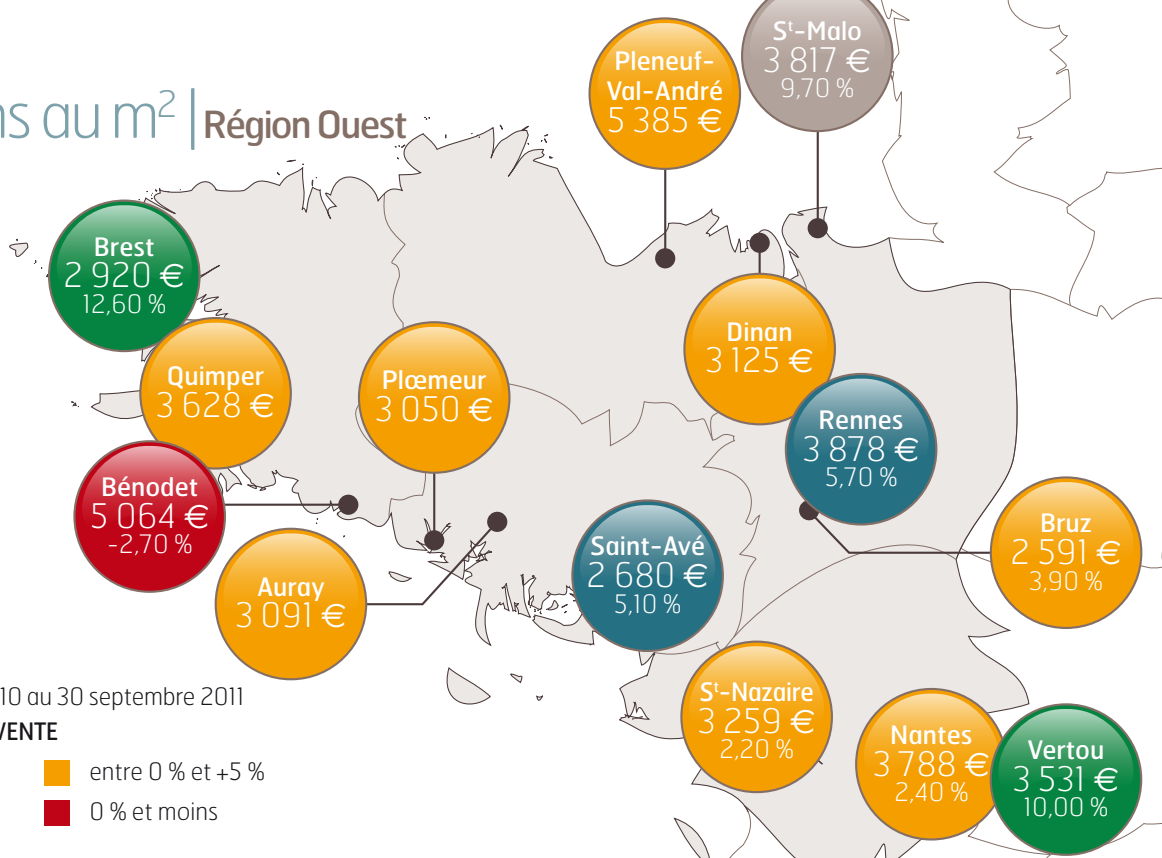 ns au m² | Région Ouest
Pleneuf-
Val-André
5 385 €
Sᵗ-Malo
3 817 €
9,70 %
Brest
2 920 €
12,60 %
Quimper
3 628 €
Plœmeur
3 050 €
Dinan
3 125 €
Rennes
3 878 €
5,70 %
Bénodet
5 064 €
-2,70 %
Auray
3 091 €
Saint-Avé
2 680 €
5,10 %
Bruz
2 591 €
3,90 %
Sᵗ-Nazaire
3 259 €
2,20 %
Nantes
3 788 €
2,40 %
Vertou
3 531 €
10,00 %
10 au 30 septembre 2011
VENTE
entre 0 % et +5 %
0 % et moins